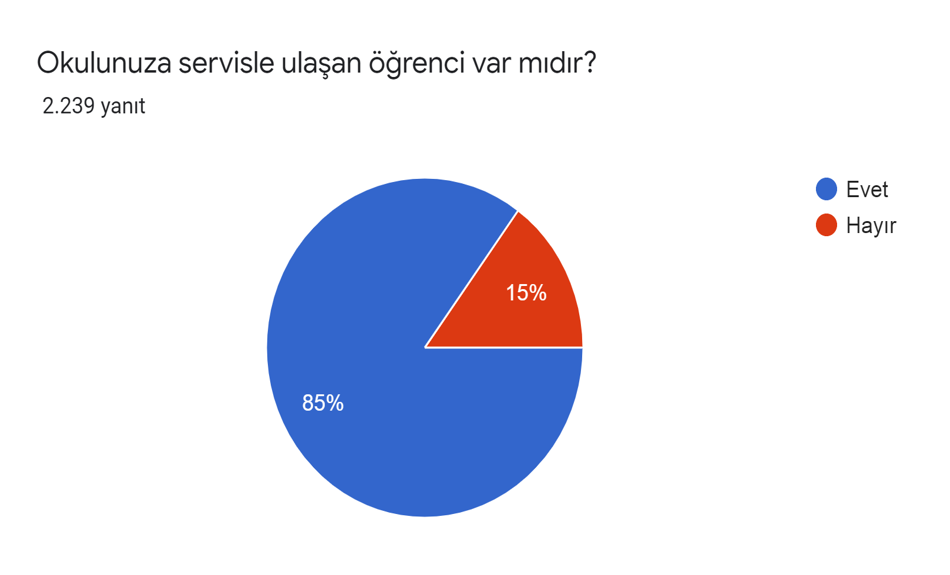 Okulunuza servisle ulaşan öğrenci var mıdır?
2.239 yanıt
Evet
Hayır
15%
85%